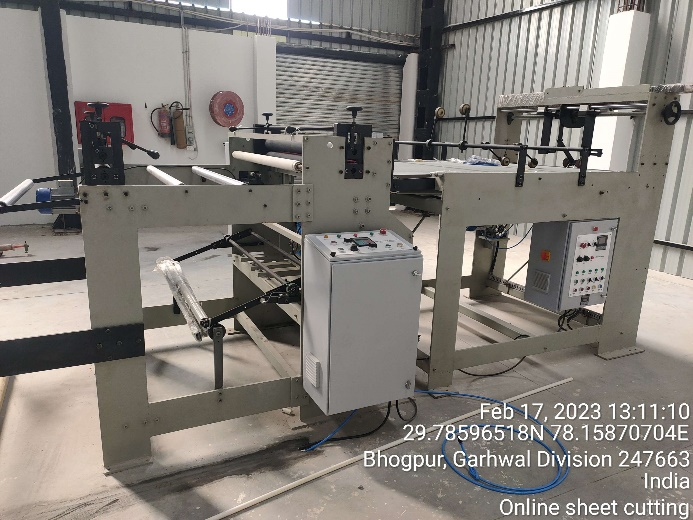 Feb 17, 2023 13:11:10
29.78596518N 78.15870704E
Bhogpur, Garhwal Division 247663
India
Online sheet cutting